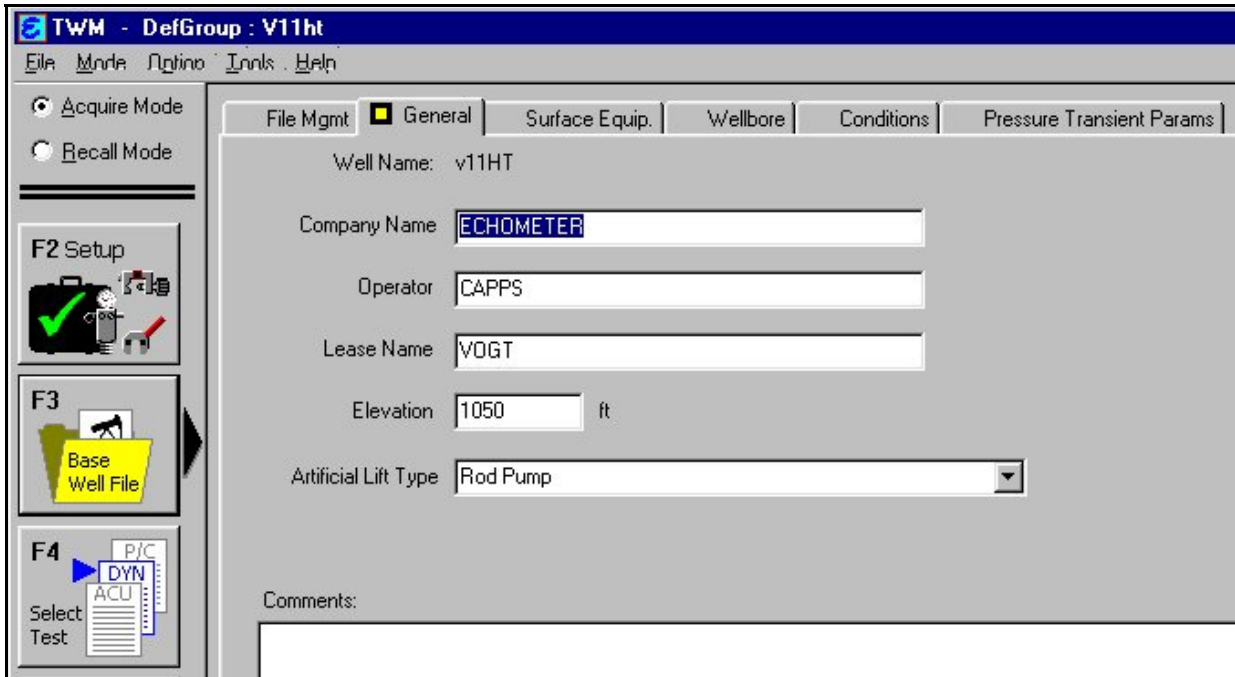 TWM - DefGroup : V11ht
File Mode Option Tools Help
Acquire Mode
Recall Mode
File Mgmt General Surface Equip. Wellbore Conditions Pressure Transient Params
Well Name: v11HT
Company Name ECHOMETER
Operator CAPPS
Lease Name VOGT
Elevation 1050 ft
Artificial Lift Type Rod Pump
Comments:
F2 Setup
F3
Base
Well File
F4
P/C
DYN
ACU
Select
Test